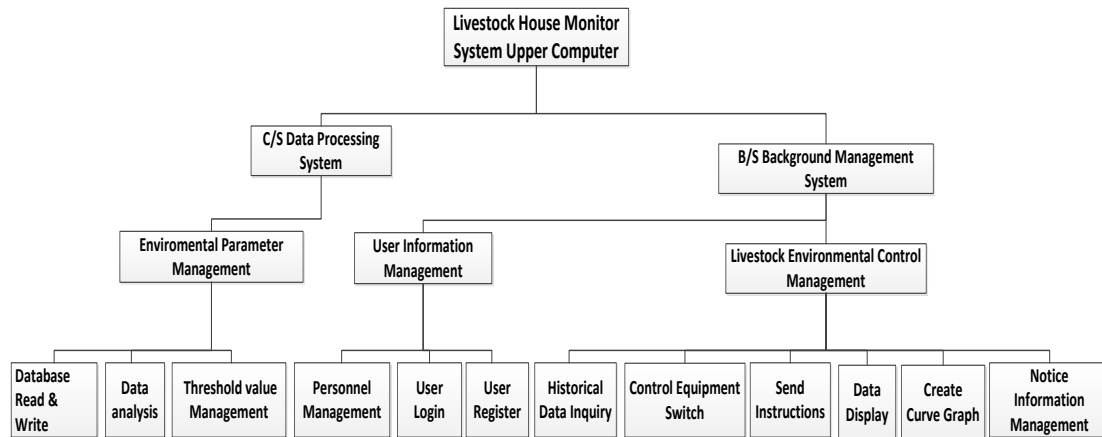 Livestock House Monitor
System Upper Computer
C/S Data Processing
System
B/S Background Management
System
Enviromental Parameter
Management
User Information
Management
Livestock Environmental Control
Management
Database
Read &
Write
Data
analysis
Threshold value
Management
Personnel
Management
User
Login
User
Register
Historical
Data Inquiry
Control Equipment
Switch
Send
Instructions
Data
Display
Create
Curve Graph
Notice
Information
Management